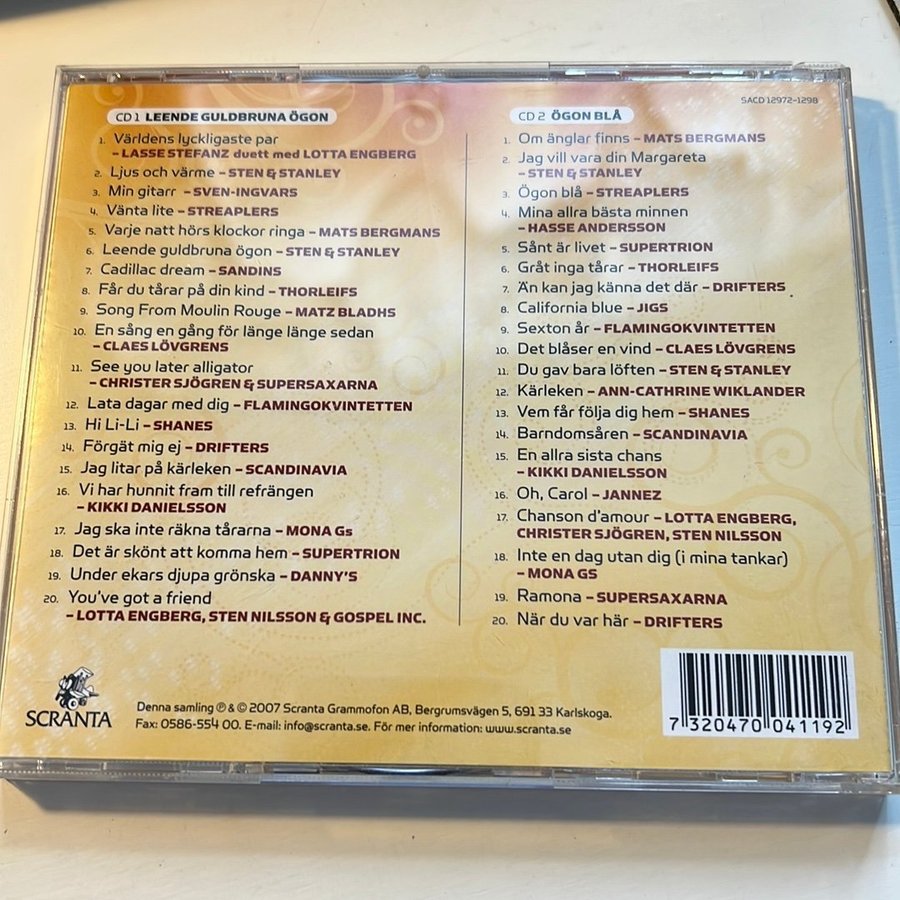 SACD 12972-1298
CD 1 LEENDE GULDBRUNA ÖGON
1. Världens lyckligaste par
– LASSE STEFANZ duett med LOTTA ENGBERG
2. Ljus och värme – STEN & STANLEY
3. Min gitarr – SVEN-INGVARS
4. Vänta lite – STREAPLERS
5. Varje natt hörs klockor ringa – MATS BERGMANS
6. Leende guldbruna ögon – STEN & STANLEY
7. Cadillac dream – SANDINS
8. Får du tårar på din kind – THORLEIFS
9. Song From Moulin Rouge – MATZ BLADHS
10. En sång en gång för länge länge sedan
– CLAES LÖVGRENS
11. See you later alligator
– CHRISTER SJÖGREN & SUPERSAXARNA
12. Lata dagar med dig – FLAMINGOKVINTETTEN
13. Hi Li-Li – SHANES
14. Förgät mig ej – DRIFTERS
15. Jag litar på kärleken – SCANDINAVIA
16. Vi har hunnit fram till refrängen
– KIKKI DANIELSSON
17. Jag ska inte räkna tårarna – MONA Gs
18. Det är skönt att komma hem – SUPERTRION
19. Under ekars djupa grönska – DANNY'S
20. You've got a friend
– LOTTA ENGBERG, STEN NILSSON & GOSPEL INC.
CD 2 ÖGON BLÅ
1. Om änglar finns – MATS BERGMANS
2. Jag vill vara din Margareta
– STEN & STANLEY
3. Ögon blå – STREAPLERS
4. Mina allra bästa minnen
– HASSE ANDERSSON
5. Sånt är livet – SUPERTRION
6. Gråt inga tårar – THORLEIFS
7. Än kan jag känna det där – DRIFTERS
8. California blue – JIGS
9. Sexton år – FLAMINGOKVINTETTEN
10. Det blåser en vind – CLAES LÖVGRENS
11. Du gav bara löften – STEN & STANLEY
12. Kärleken – ANN-CATHRINE WIKLANDER
13. Vem får följa dig hem – SHANES
14. Barndomsåren – SCANDINAVIA
15. En allra sista chans
– KIKKI DANIELSSON
16. Oh, Carol – JANNEZ
17. Chanson d'amour – LOTTA ENGBERG,
CHRISTER SJÖGREN, STEN NILSSON
18. Inte en dag utan dig (i mina tankar)
– MONA GS
19. Ramona – SUPERSAXARNA
20. När du var här – DRIFTERS
SCRANTA
Denna samling ℗ & © 2007 Scranta Grammofon AB, Bergrumsvägen 5, 691 33 Karlskoga.
Fax: 0586-554 00. E-mail: info@scranta.se. För mer information: www.scranta.se
7 320470 041192